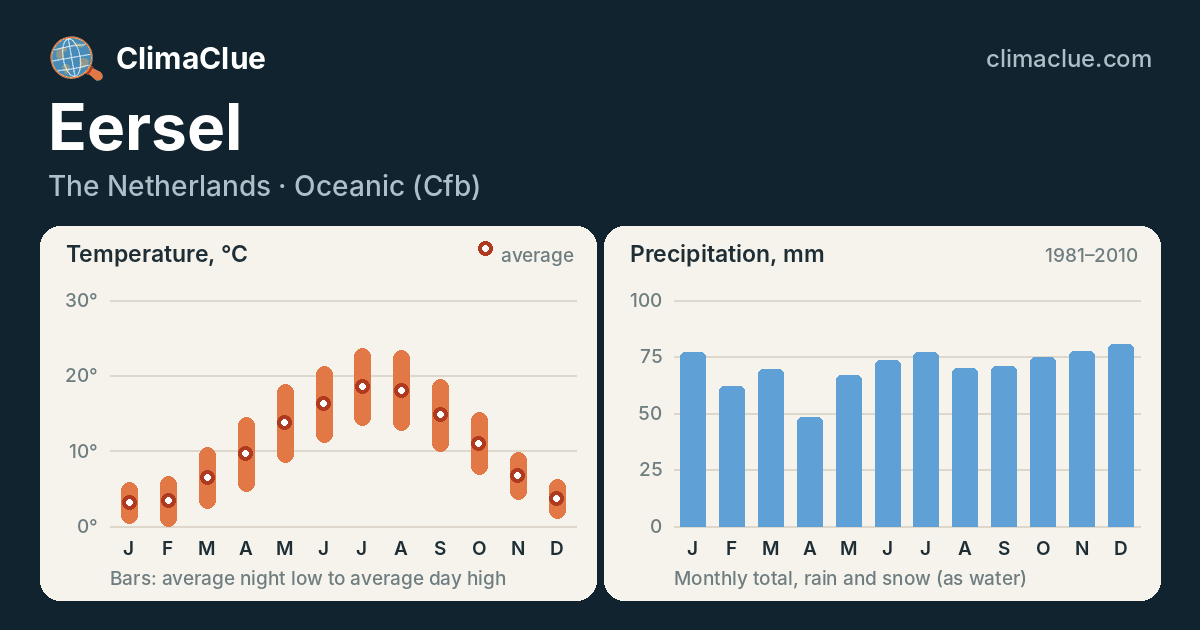 ClimaClue
climaclue.com
Eersel
The Netherlands · Oceanic (Cfb)
Temperature, °C
average
30°
20°
10°
0°
J F M A M J J A S O N D
Bars: average night low to average day high
Precipitation, mm
1981–2010
100
75
50
25
0
J F M A M J J A S O N D
Monthly total, rain and snow (as water)